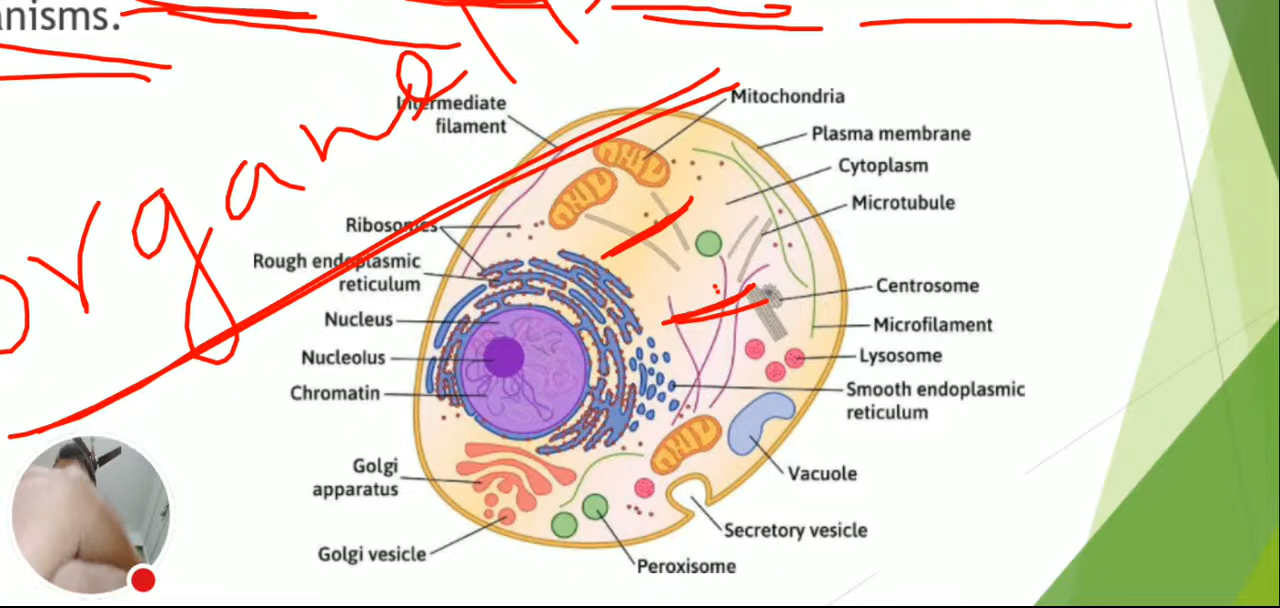 anisms.
organell
Intermediate
filament
Mitochondria
Plasma membrane
Cytoplasm
Microtubule
Ribosomes
Rough endoplasmic
reticulum
Centrosome
Nucleus
Microfilament
Nucleolus
Lysosome
Chromatin
Smooth endoplasmic
reticulum
Golgi
apparatus
Vacuole
Secretory vesicle
Golgi vesicle
Peroxisome